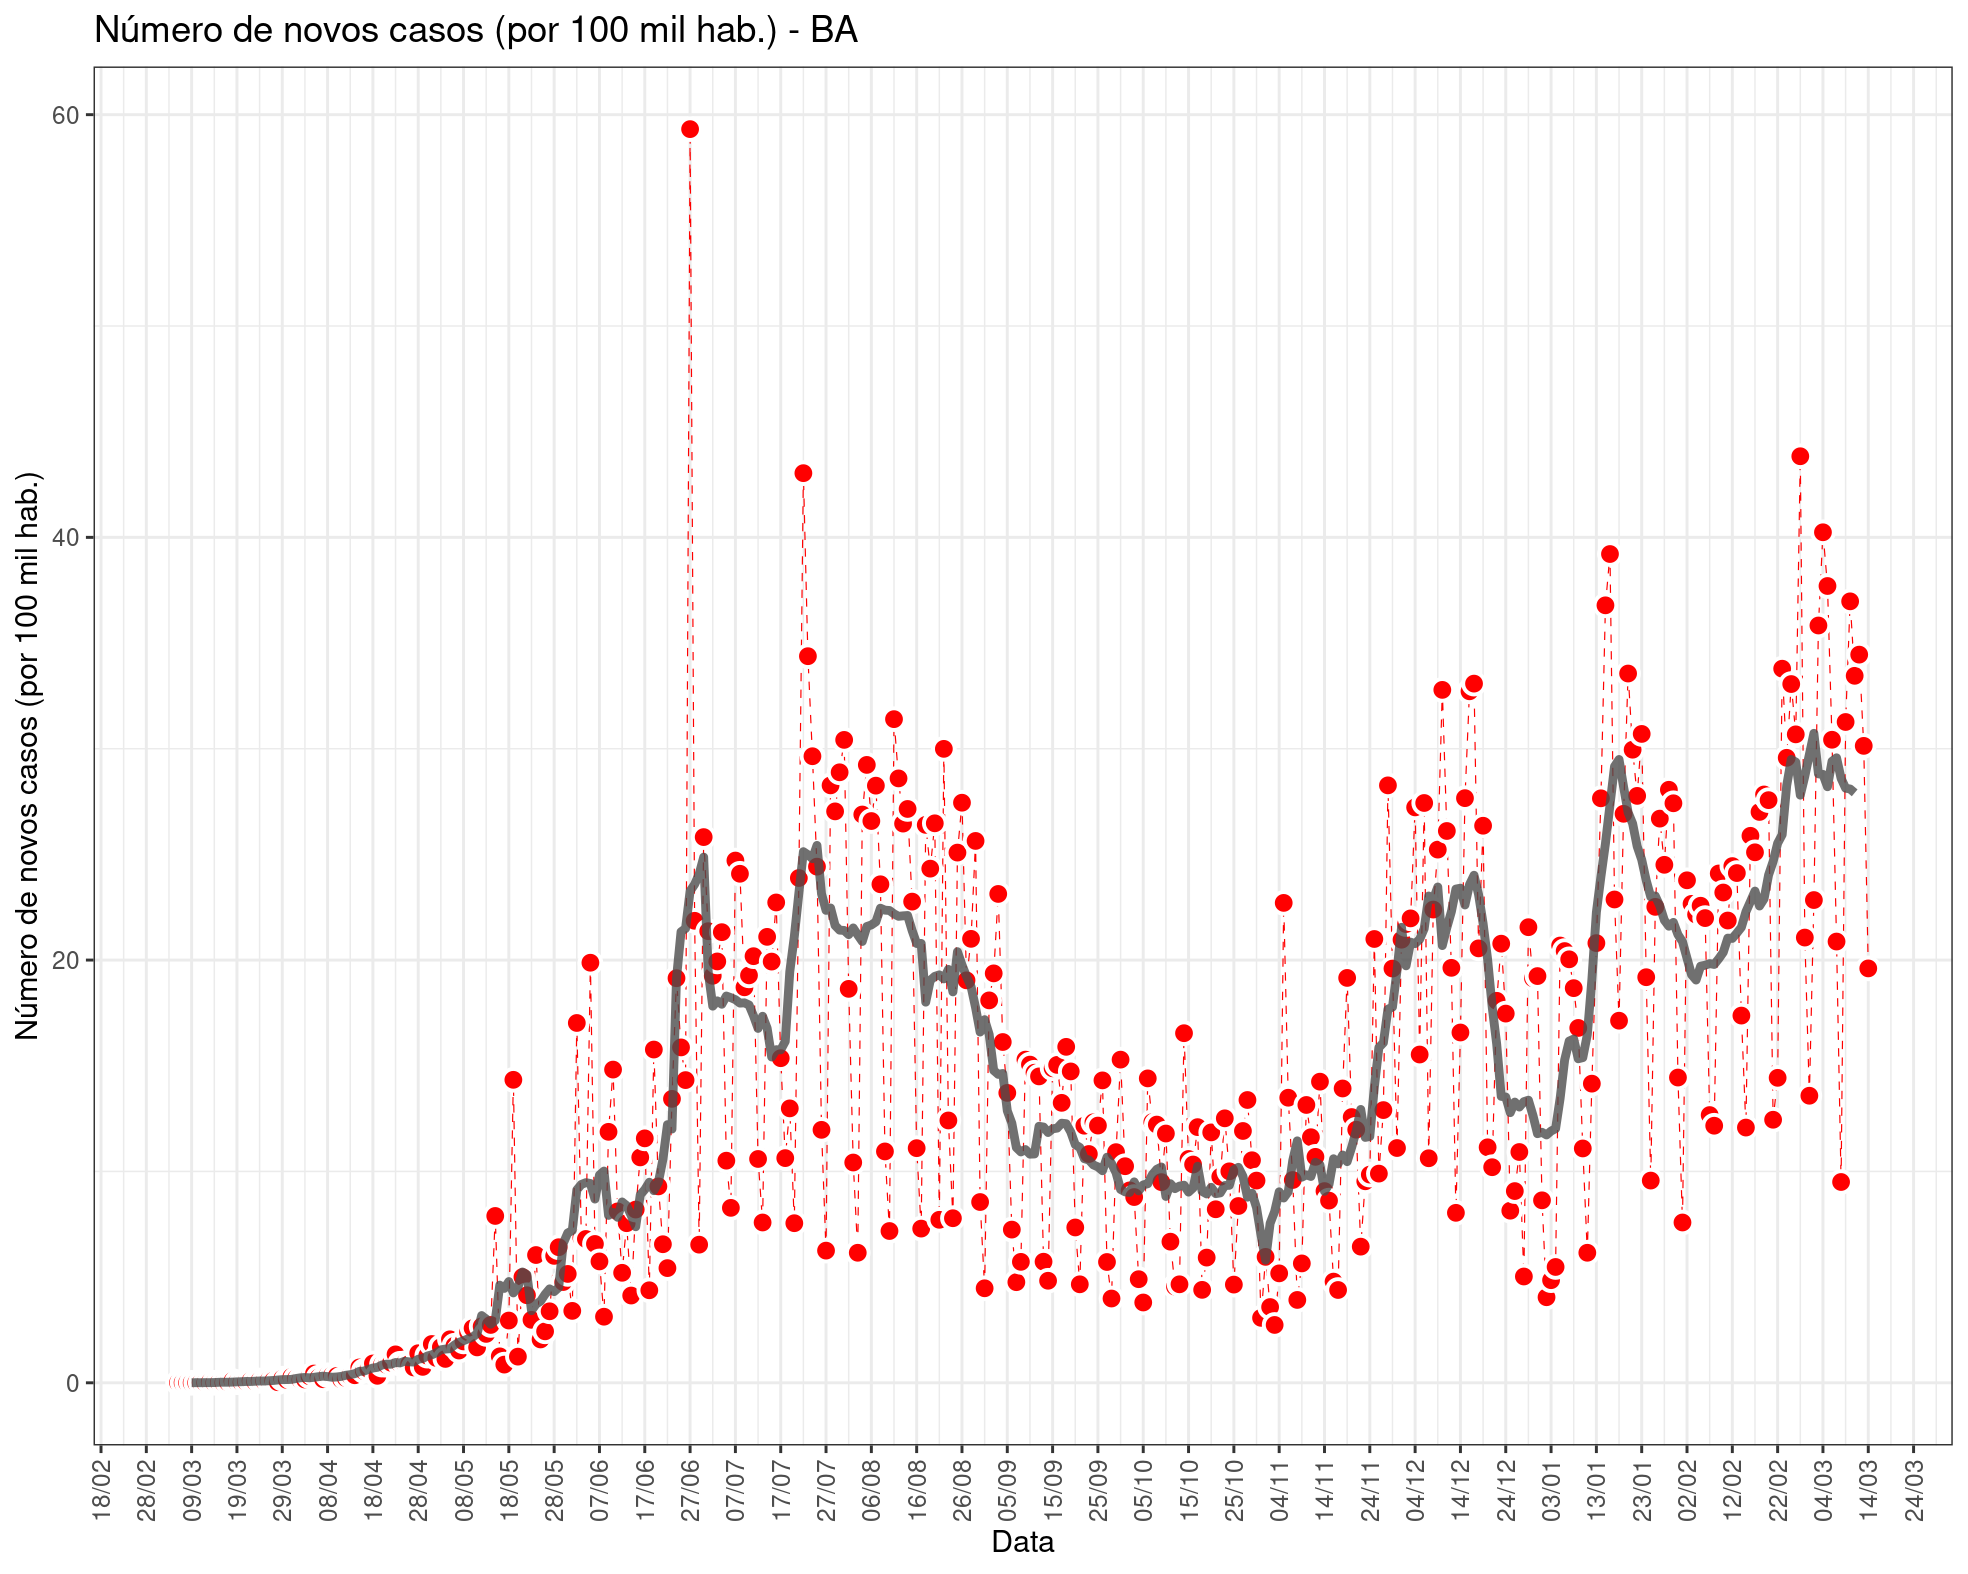 Número de novos casos (por 100 mil hab.) - BA
Número de novos casos (por 100 mil hab.)
60
40
20
0
18/02 28/02 09/03 19/03 29/03 08/04 18/04 28/04 08/05 18/05 28/05 07/06 17/06 27/06 07/07 17/07 27/07 06/08 16/08 26/08 05/09 15/09 25/09 05/10 15/10 25/10 04/11 14/11 24/11 04/12 14/12 24/12 03/01 13/01 23/01 02/02 12/02 22/02 04/03 14/03 24/03
Data